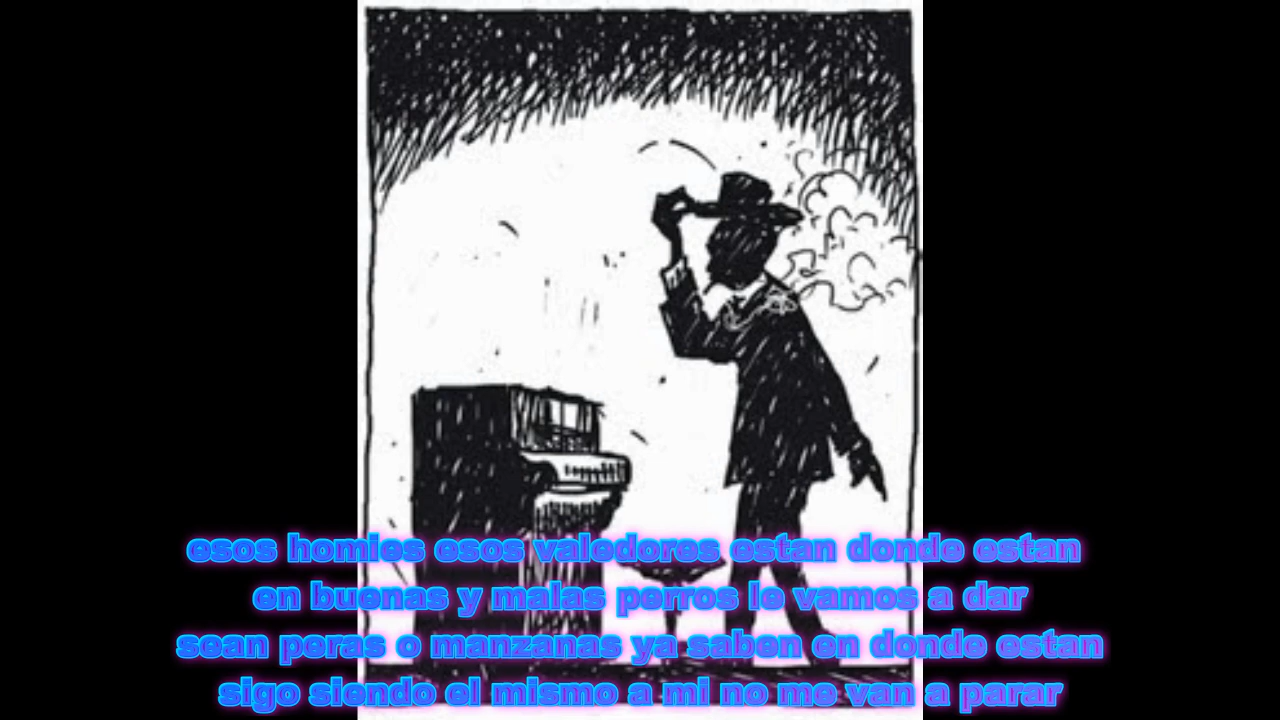 esos homies esos valedores estan donde estan
en buenas y malas perros le vamos a dar
sean peras o manzanas ya saben en donde estan
sigo siendo el mismo a mi no me van a parar